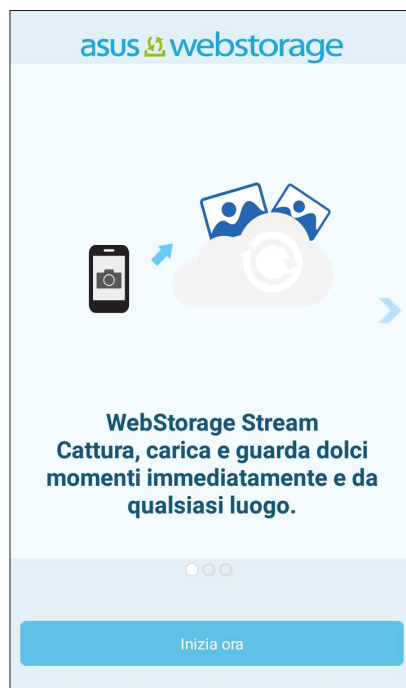 asus webstorage
WebStorage Stream
Cattura, carica e guarda dolci
momenti immediatamente e da
qualsiasi luogo.
Inizia ora